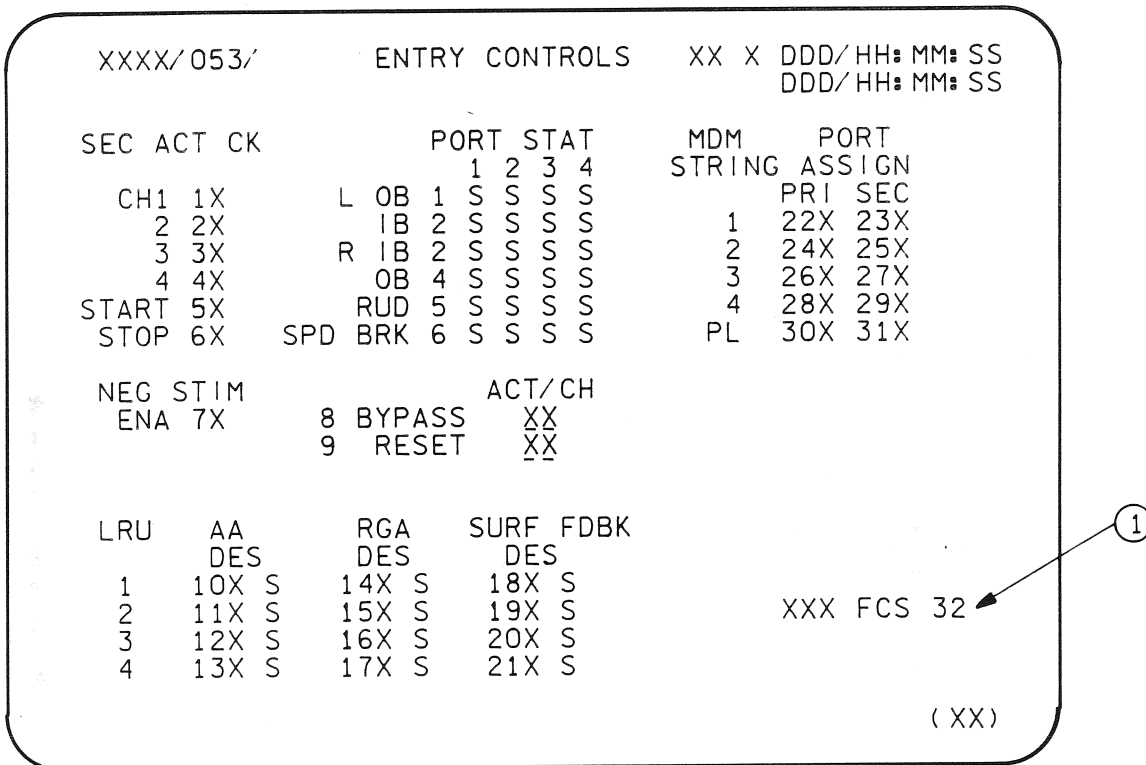 XXXX/053/ ENTRY CONTROLS XX X DDD/HH:MM:SS
DDD/HH:MM:SS
SEC ACT CK PORT STAT MDM PORT
1 2 3 4 STRING ASSIGN
CH1 1X L OB 1 S S S S PRI SEC
2 2X IB 2 S S S S 1 22X 23X
3 3X R IB 2 S S S S 2 24X 25X
4 4X OB 4 S S S S 3 26X 27X
START 5X RUD 5 S S S S 4 28X 29X
STOP 6X SPD BRK 6 S S S S PL 30X 31X
NEG STIM ACT/CH
ENA 7X 8 BYPASS XX
9 RESET XX
LRU AA RGA SURF FDBK
DES DES DES
1 10X S 14X S 18X S
2 11X S 15X S 19X S XXX FCS 32
3 12X S 16X S 20X S
4 13X S 17X S 21X S
(XX)
1